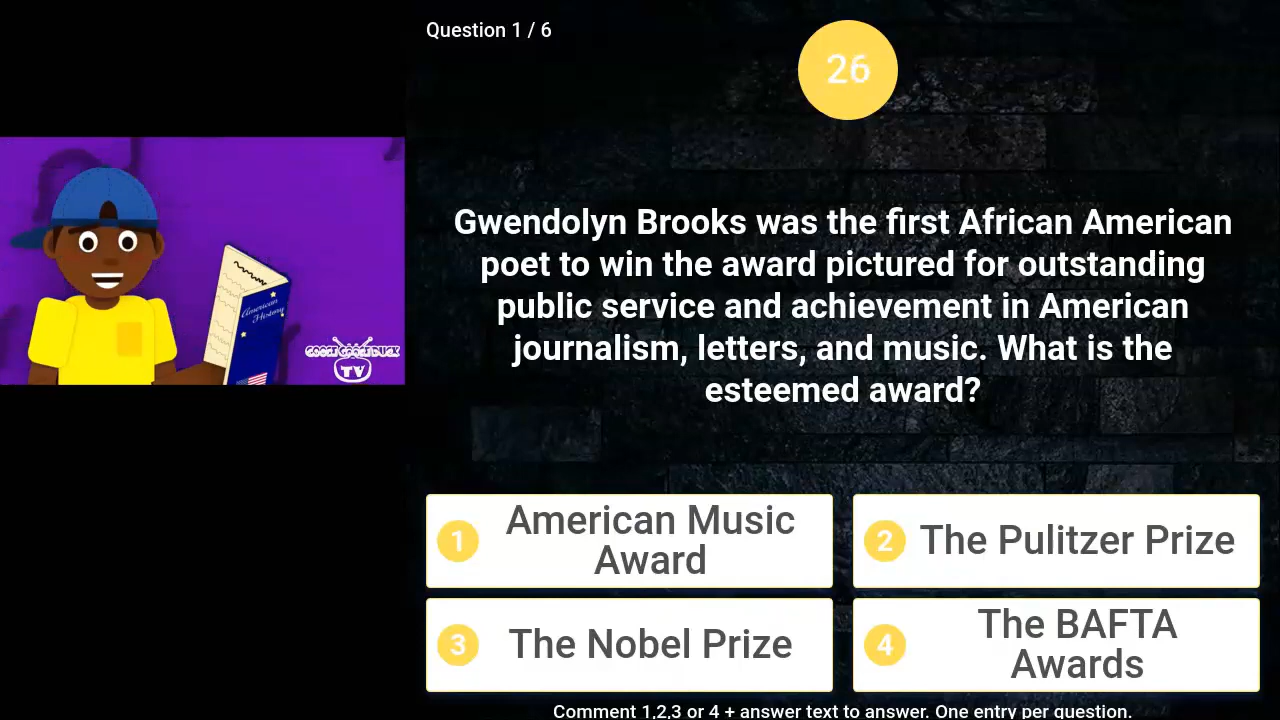 Question 1 / 6
26
Gwendolyn Brooks was the first African American
poet to win the award pictured for outstanding
public service and achievement in American
journalism, letters, and music. What is the
esteemed award?
American
History
TV
1 American Music
Award
2 The Pulitzer Prize
3 The Nobel Prize
4 The BAFTA
Awards
Comment 1,2,3 or 4 + answer text to answer. One entry per question.